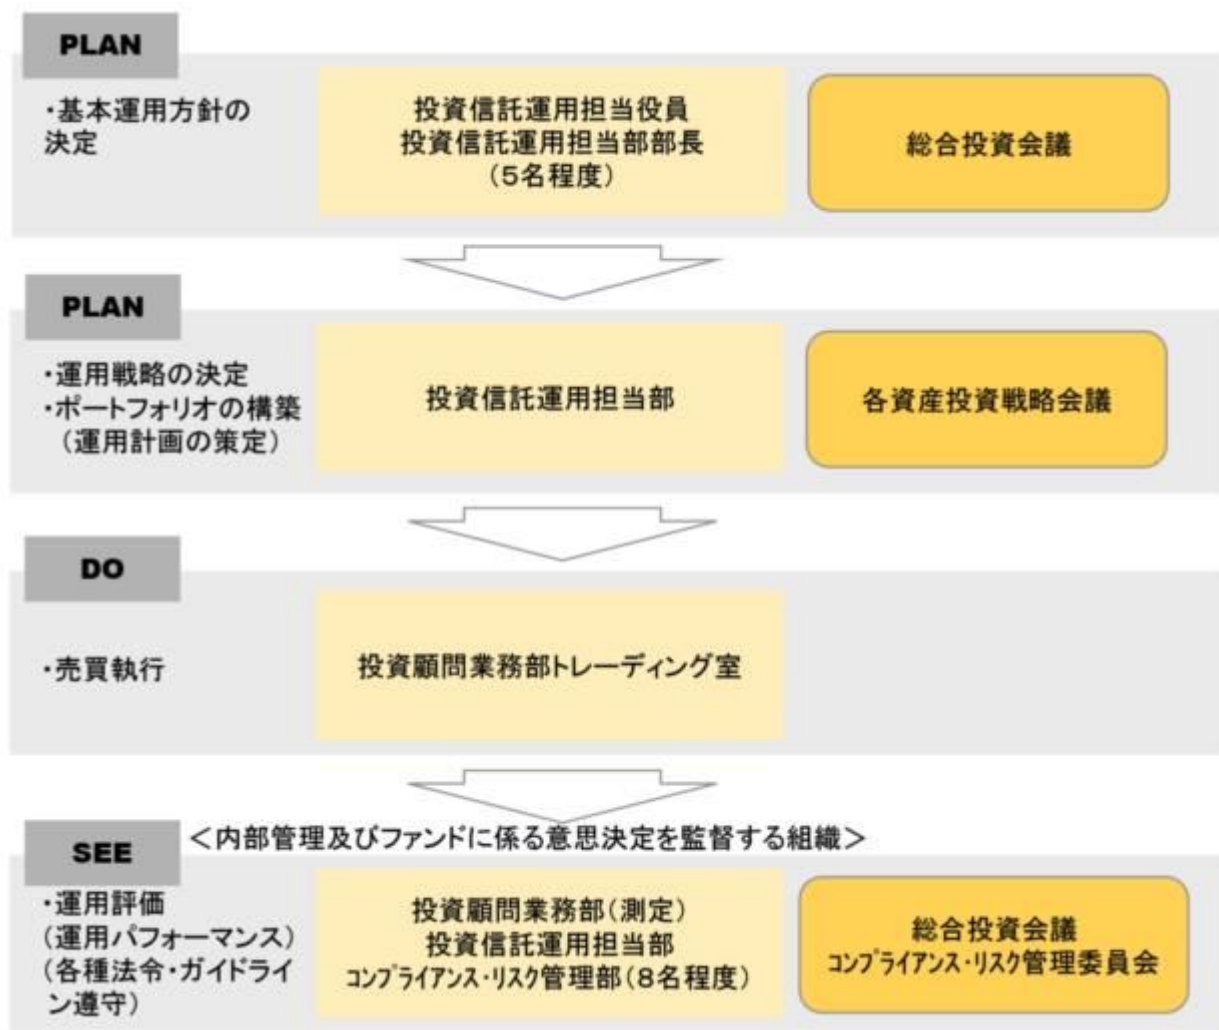 PLAN
・基本運用方針の
決定
投資信託運用担当役員
投資信託運用担当部部長
(5名程度)
総合投資会議
PLAN
・運用戦略の決定
・ポートフォリオの構築
(運用計画の策定)
投資信託運用担当部
各資産投資戦略会議
DO
・売買執行
投資顧問業務部トレーディング室
＜内部管理及びファンドに係る意思決定を監督する組織＞
SEE
・運用評価
(運用パフォーマンス)
(各種法令・ガイドライ
ン遵守)
投資顧問業務部(測定)
投資信託運用担当部
ｺﾝﾌﾟﾗｲｱﾝｽ・ﾘｽｸ管理部(8名程度)
総合投資会議
ｺﾝﾌﾟﾗｲｱﾝｽ・ﾘｽｸ管理委員会